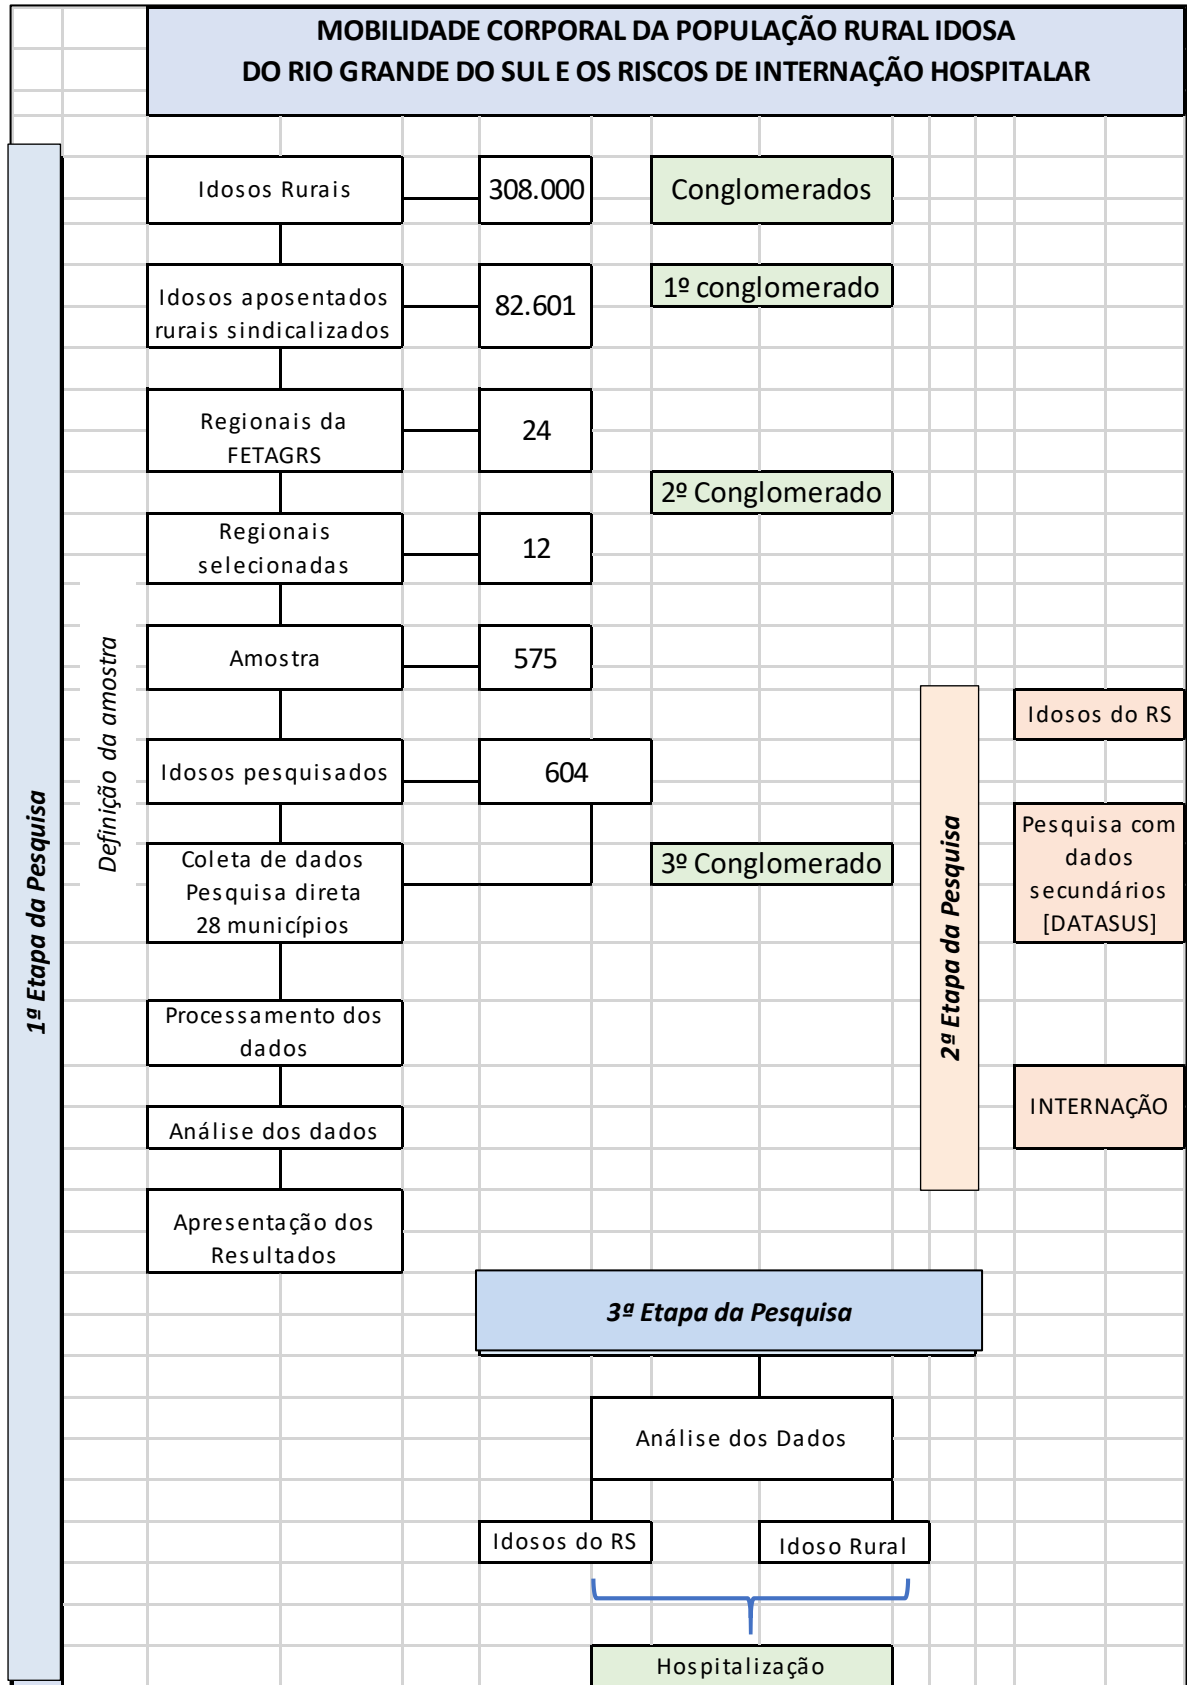 MOBILIDADE CORPORAL DA POPULAÇÃO RURAL IDOSA
DO RIO GRANDE DO SUL E OS RISCOS DE INTERNAÇÃO HOSPITALAR
1ª Etapa da Pesquisa
Definição da amostra
Idosos Rurais
308.000
Conglomerados
Idosos aposentados
rurais sindicalizados
82.601
1º conglomerado
Regionais da
FETAGRS
24
2º Conglomerado
Regionais
selecionadas
12
Amostra
575
Idosos pesquisados
604
Coleta de dados
Pesquisa direta
28 municípios
3º Conglomerado
Processamento dos
dados
Análise dos dados
Apresentação dos
Resultados
2ª Etapa da Pesquisa
Idosos do RS
Pesquisa com
dados
secundários
[DATASUS]
INTERNAÇÃO
3ª Etapa da Pesquisa
Análise dos Dados
Idosos do RS
Idoso Rural
Hospitalização